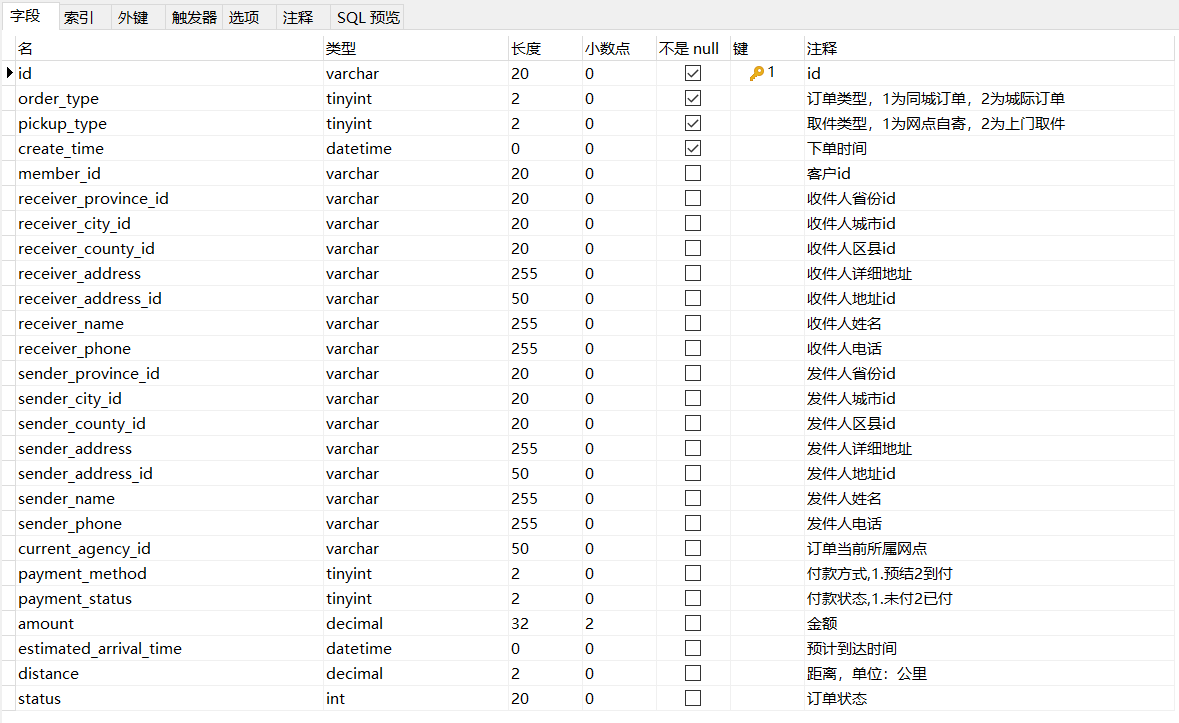 字段 索引 外键 触发器 选项 注释 SQL 预览
名 类型 长度 小数点 不是 null 键 注释
id varchar 20 0 1 id
order_type tinyint 2 0 订单类型，1为同城订单，2为城际订单
pickup_type tinyint 2 0 取件类型，1为网点自寄，2为上门取件
create_time datetime 0 0 下单时间
member_id varchar 20 0 客户id
receiver_province_id varchar 20 0 收件人省份id
receiver_city_id varchar 20 0 收件人城市id
receiver_county_id varchar 20 0 收件人区县id
receiver_address varchar 255 0 收件人详细地址
receiver_address_id varchar 50 0 收件人地址id
receiver_name varchar 255 0 收件人姓名
receiver_phone varchar 255 0 收件人电话
sender_province_id varchar 20 0 发件人省份id
sender_city_id varchar 20 0 发件人城市id
sender_county_id varchar 20 0 发件人区县id
sender_address varchar 255 0 发件人详细地址
sender_address_id varchar 50 0 发件人地址id
sender_name varchar 255 0 发件人姓名
sender_phone varchar 255 0 发件人电话
current_agency_id varchar 50 0 订单当前所属网点
payment_method tinyint 2 0 付款方式,1.预结2到付
payment_status tinyint 2 0 付款状态,1.未付2已付
amount decimal 32 2 金额
estimated_arrival_time datetime 0 0 预计到达时间
distance decimal 2 0 距离，单位：公里
status int 20 0 订单状态